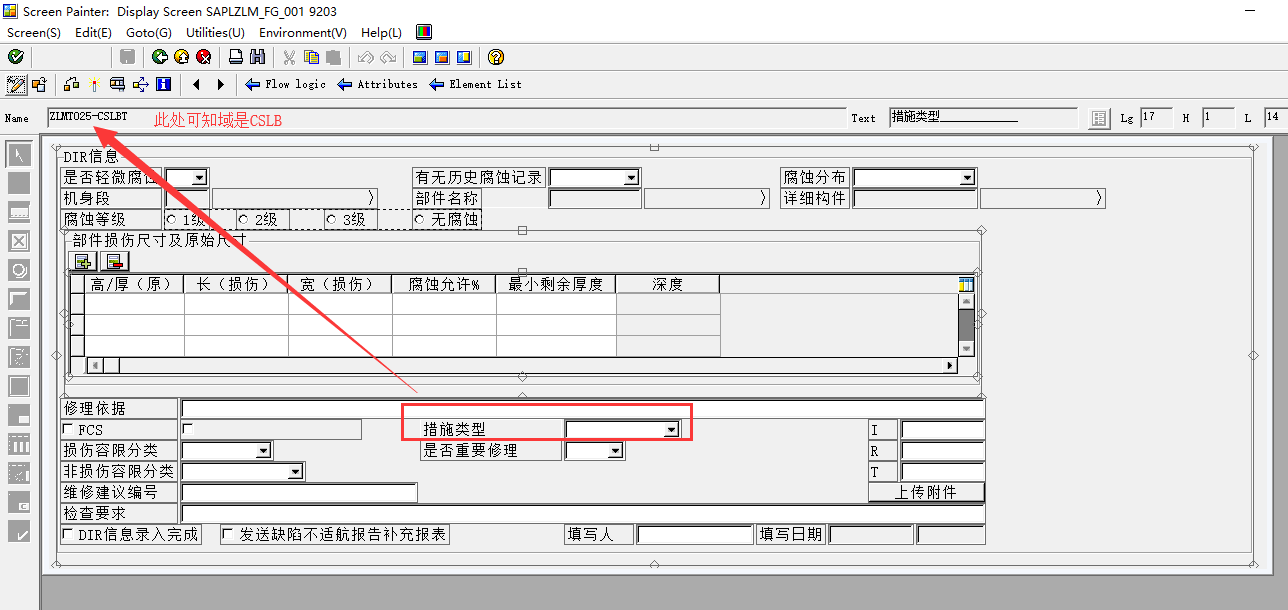 Screen Painter: Display Screen SAPLZLM_FG_001 9203
Screen(S) Edit(E) Goto(G) Utilities(U) Environment(V) Help(L)
Flow logic Attributes Element List
Name ZLMT025-CSLBT 此处可知域是CSLB Text 措施类型 Lg 17 H 1 L 14
DIR信息
是否轻微腐蚀 有无历史腐蚀记录 腐蚀分布
机身段 部件名称 详细构件
腐蚀等级 1级 2级 3级 无腐蚀
部件损伤尺寸及原始尺寸
高/厚（原） 长（损伤） 宽（损伤） 腐蚀允许% 最小剩余厚度 深度
修理依据
FCS 措施类型 I
损伤容限分类 是否重要修理 R
非损伤容限分类 T
维修建议编号 上传附件
检查要求
DIR信息录入完成 发送缺陷不适航报告补充报表 填写人 填写日期